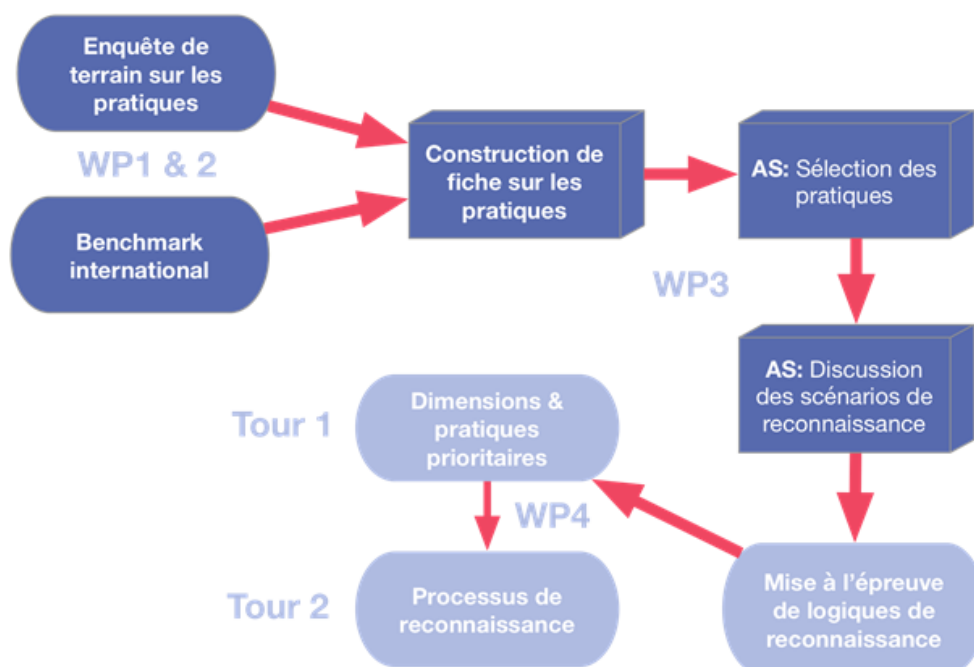 Enquête de
terrain sur les
pratiques
WP1 & 2
Benchmark
international
Construction de
fiche sur les
pratiques
AS: Sélection des
pratiques
WP3
AS: Discussion
des scénarios de
reconnaissance
Mise à l’épreuve
de logiques de
reconnaissance
Tour 1
Dimensions &
pratiques
prioritaires
WP4
Tour 2
Processus de
reconnaissance